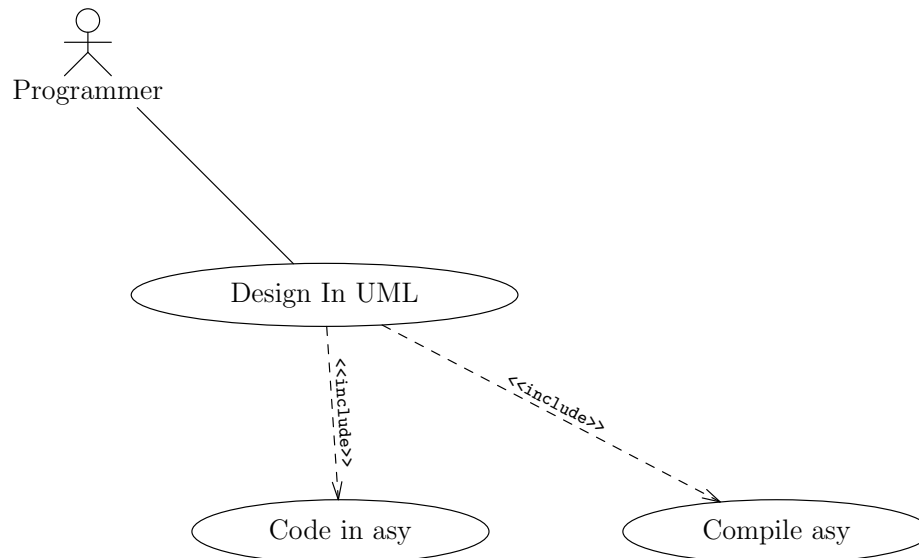 Programmer
Design In UML
<<include>>
<<include>>
Code in asy
Compile asy